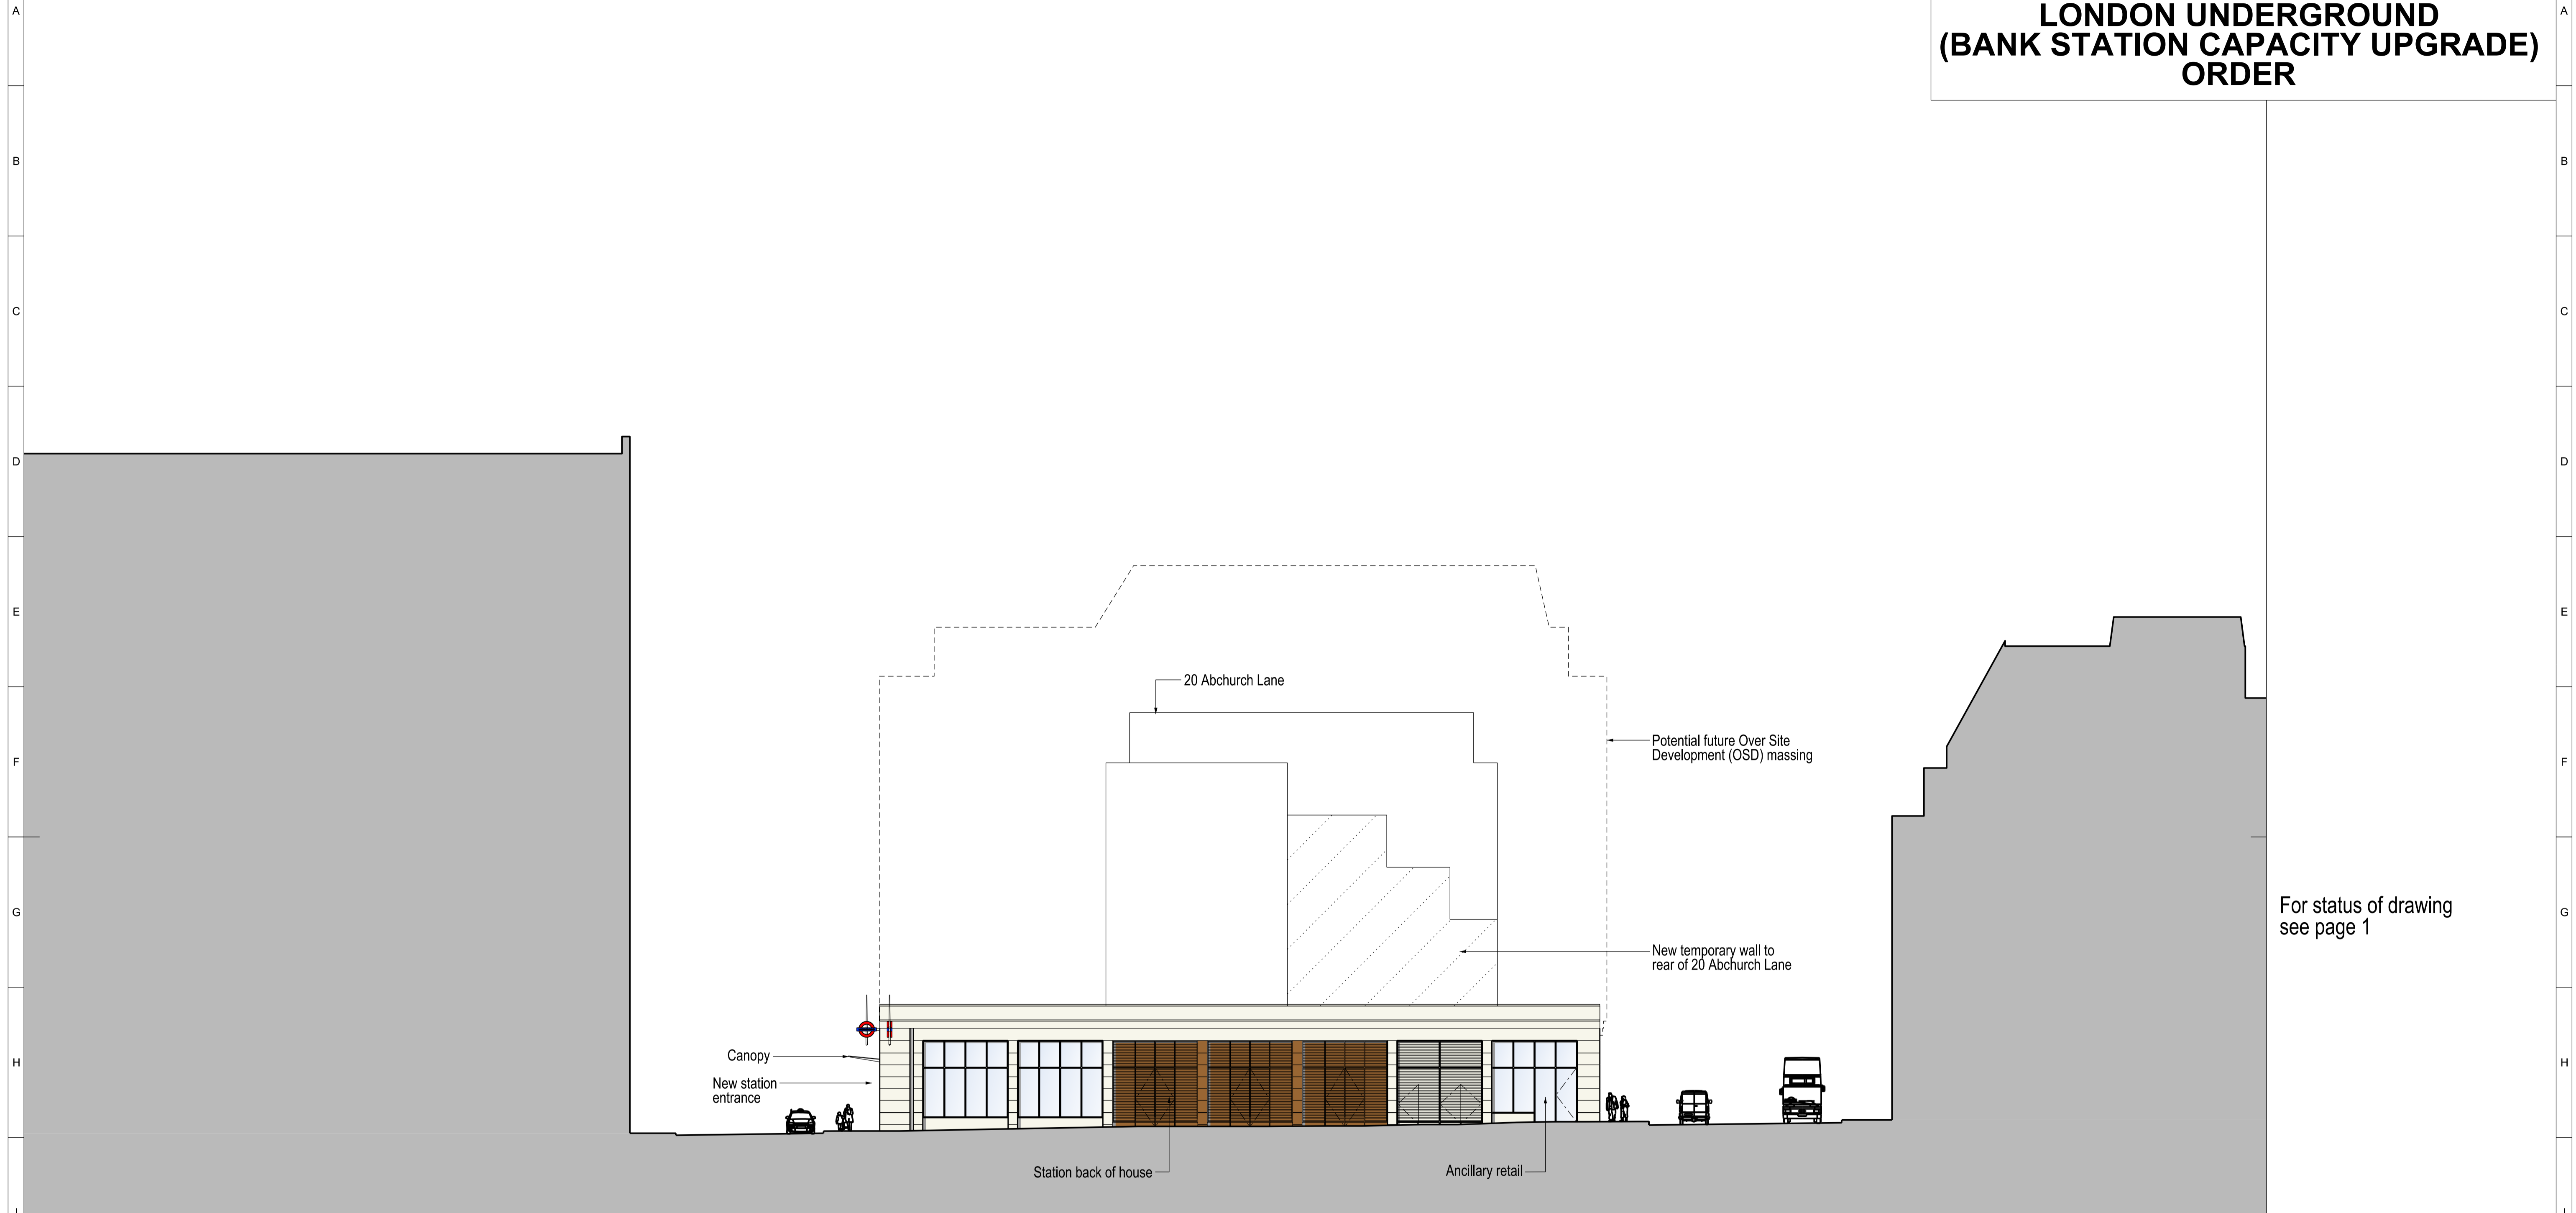 LONDON UNDERGROUND
(BANK STATION CAPACITY UPGRADE)
ORDER
A
A
B
B
C
C
D
D
E
E
20 Abchurch Lane
Potential future Over Site
Development (OSD) massing
F
F
For status of drawing
see page 1
G
G
New temporary wall to
rear of 20 Abchurch Lane
Canopy
H
H
New station
entrance
Station back of house
Ancillary retail